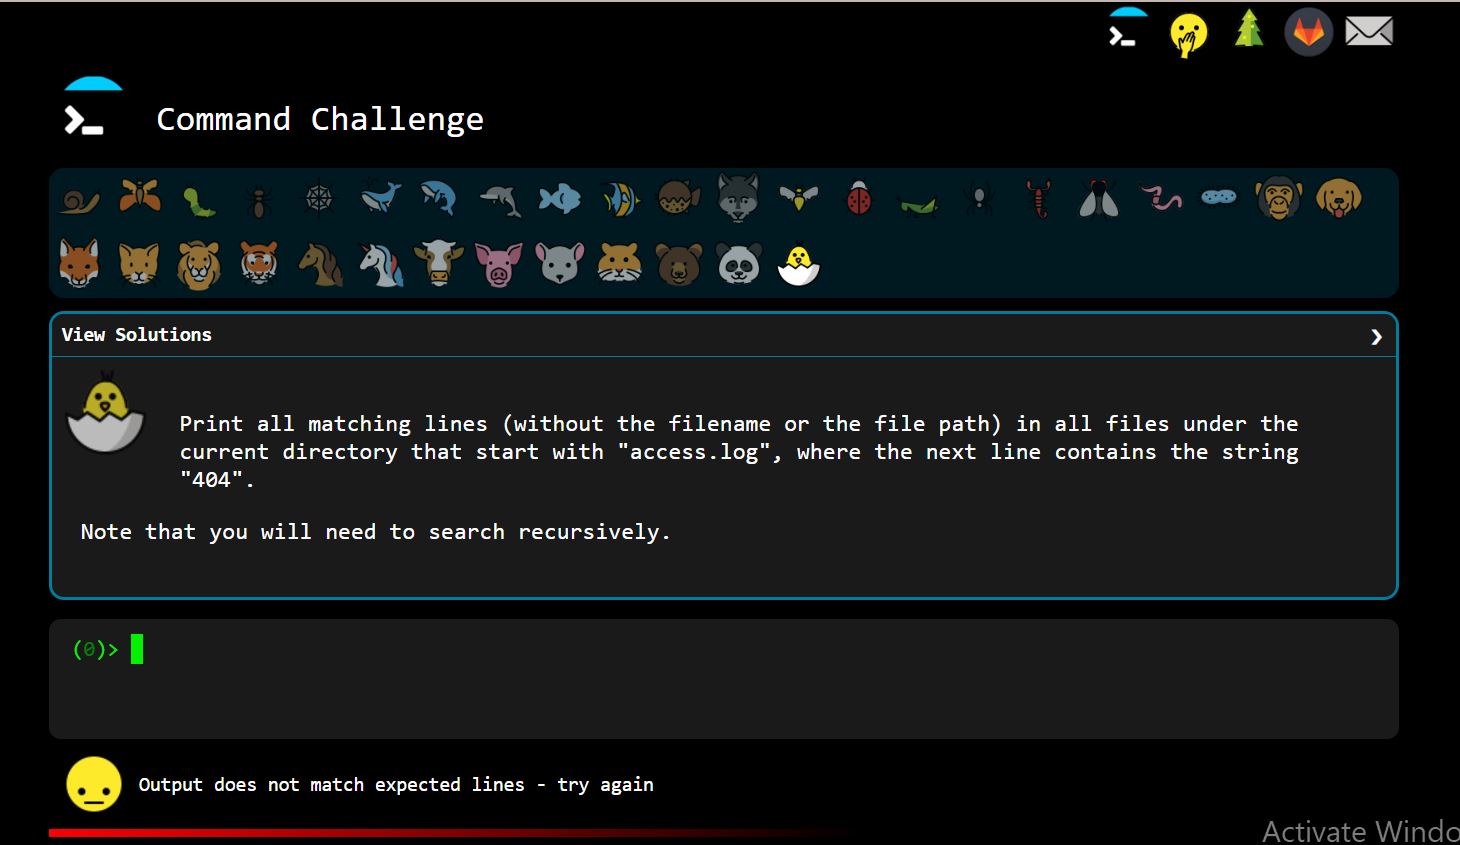 Command Challenge
View Solutions
Print all matching lines (without the filename or the file path) in all files under the
current directory that start with "access.log", where the next line contains the string
"404".
Note that you will need to search recursively.
(0)>
Output does not match expected lines - try again
Activate Windo